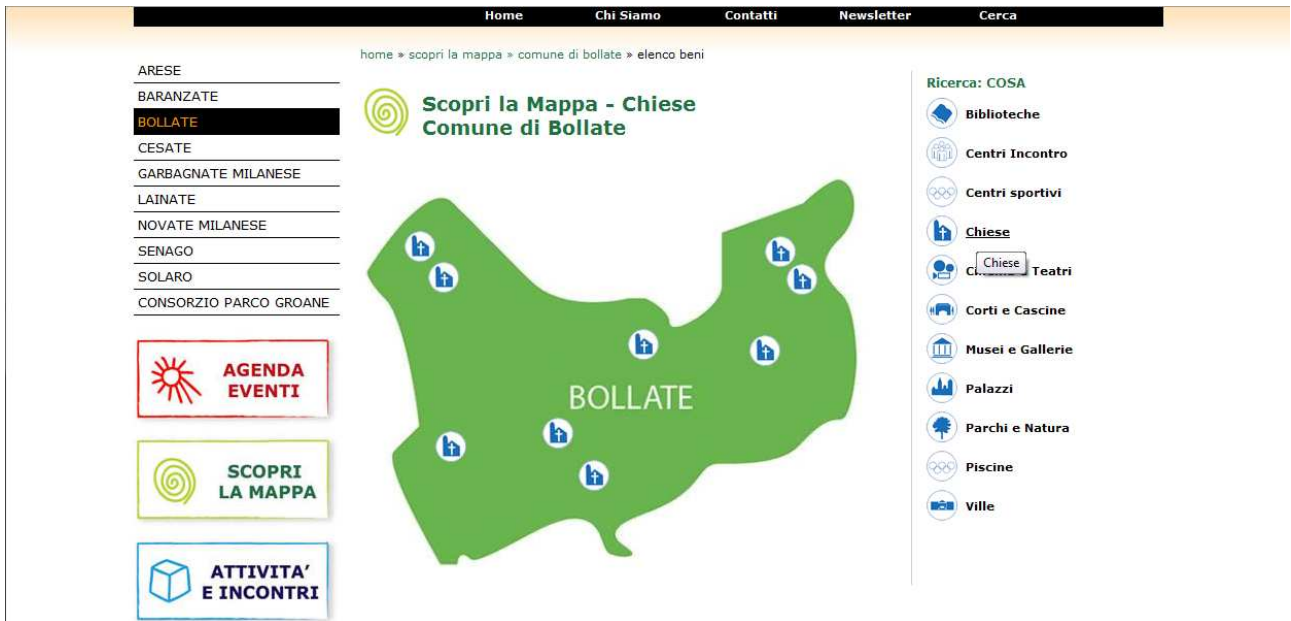 Home Chi Siamo Contatti Newsletter Cerca
home » scopri la mappa » comune di bollate » elenco beni
ARESE
BARANZATE
BOLLATE
CESATE
GARBAGNATE MILANESE
LAINATE
NOVATE MILANESE
SENAGO
SOLARO
CONSORZIO PARCO GROANE
AGENDA
EVENTI
SCOPRI
LA MAPPA
ATTIVITA'
E INCONTRI
Scopri la Mappa - Chiese
Comune di Bollate
BOLLATE
Ricerca: COSA
Biblioteche
Centri Incontro
Centri sportivi
Chiese
Chiese
Teatri
Corti e Cascine
Musei e Gallerie
Palazzi
Parchi e Natura
Piscine
Ville